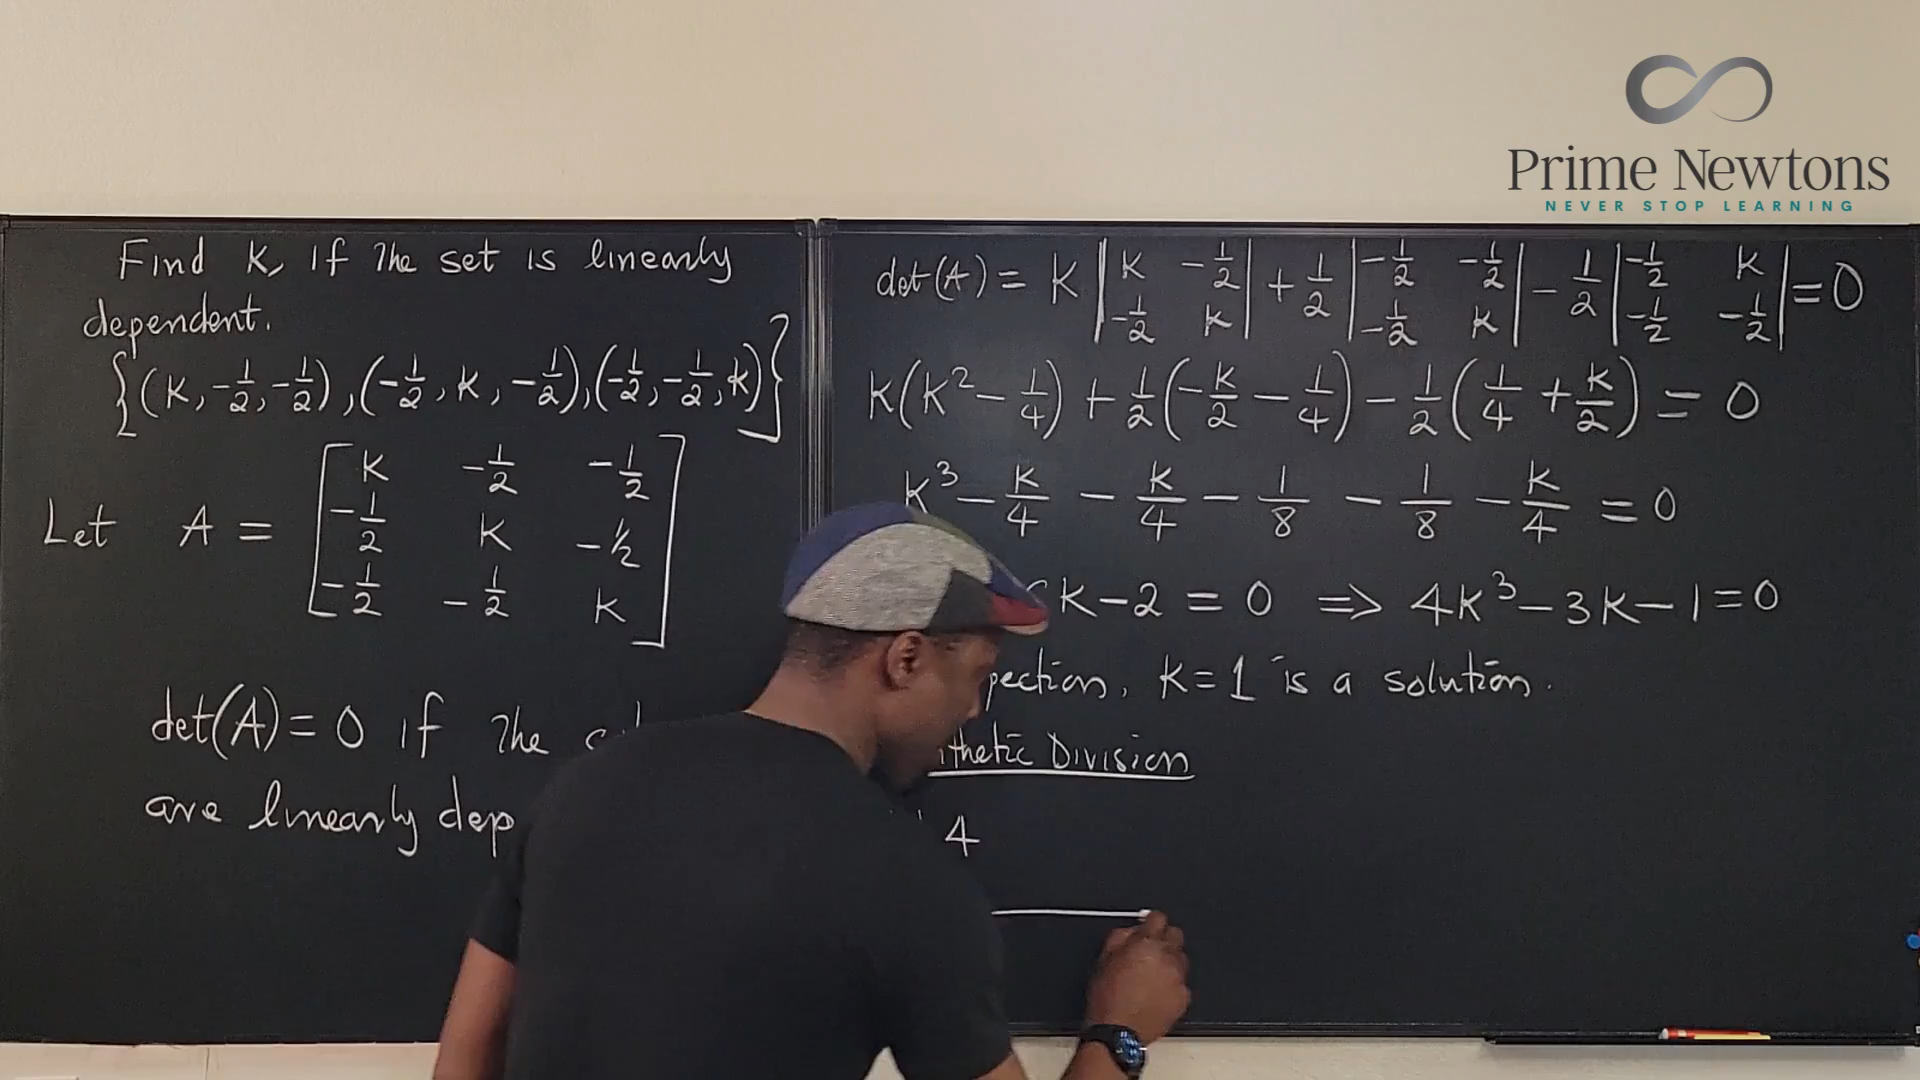 Prime Newtons
NEVER STOP LEARNING
Find K, if the set is linearly
dependent.
{(K, -1/2, -1/2), (-1/2, K, -1/2), (-1/2, -1/2, K)}
Let A = [K -1/2 -1/2
-1/2 K -1/2
-1/2 -1/2 K]
det(A) = 0 if the
are linearly dep
det(A) = K |K -1/2; -1/2 K| + 1/2 |-1/2 -1/2; -1/2 K| - 1/2 |-1/2 K; -1/2 -1/2| = 0
K(K² - 1/4) + 1/2(-K/2 - 1/4) - 1/2(1/4 + K/2) = 0
K³ - K/4 - K/4 - 1/8 - 1/8 - K/4 = 0
K - 2 = 0 ⇒ 4K³ - 3K - 1 = 0
pection, K = 1 is a solution.
thetic Division
4